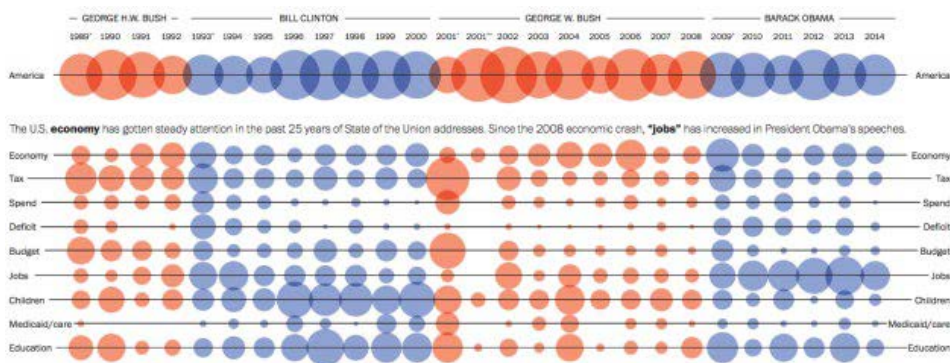 GEORGE H.W. BUSH BILL CLINTON GEORGE W. BUSH BARACK OBAMA
1989* 1990 1991 1992 1993* 1994 1995 1996 1997 1998 1999 2000 2001* 2001** 2002 2003 2004 2005 2006 2007 2008 2009* 2010 2011 2012 2013 2014
America America
The U.S. economy has gotten steady attention in the past 25 years of State of the Union addresses. Since the 2008 economic crash, "jobs" has increased in President Obama's speeches.
Economy Economy
Tax Tax
Spend Spend
Deficit Deficit
Budget Budget
Jobs Jobs
Children Children
Medicaid/care Medicaid/care
Education Education